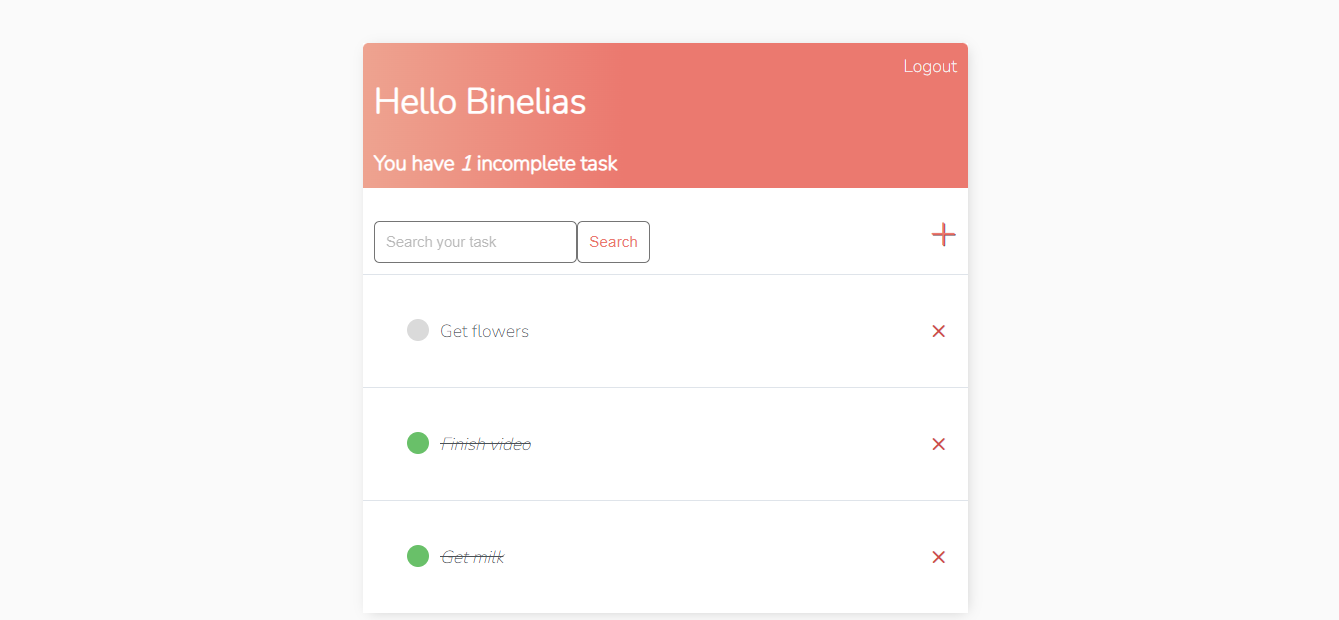 Logout
Hello Binelias
You have 1 incomplete task
Search your task Search
Get flowers
Finish video
Get milk